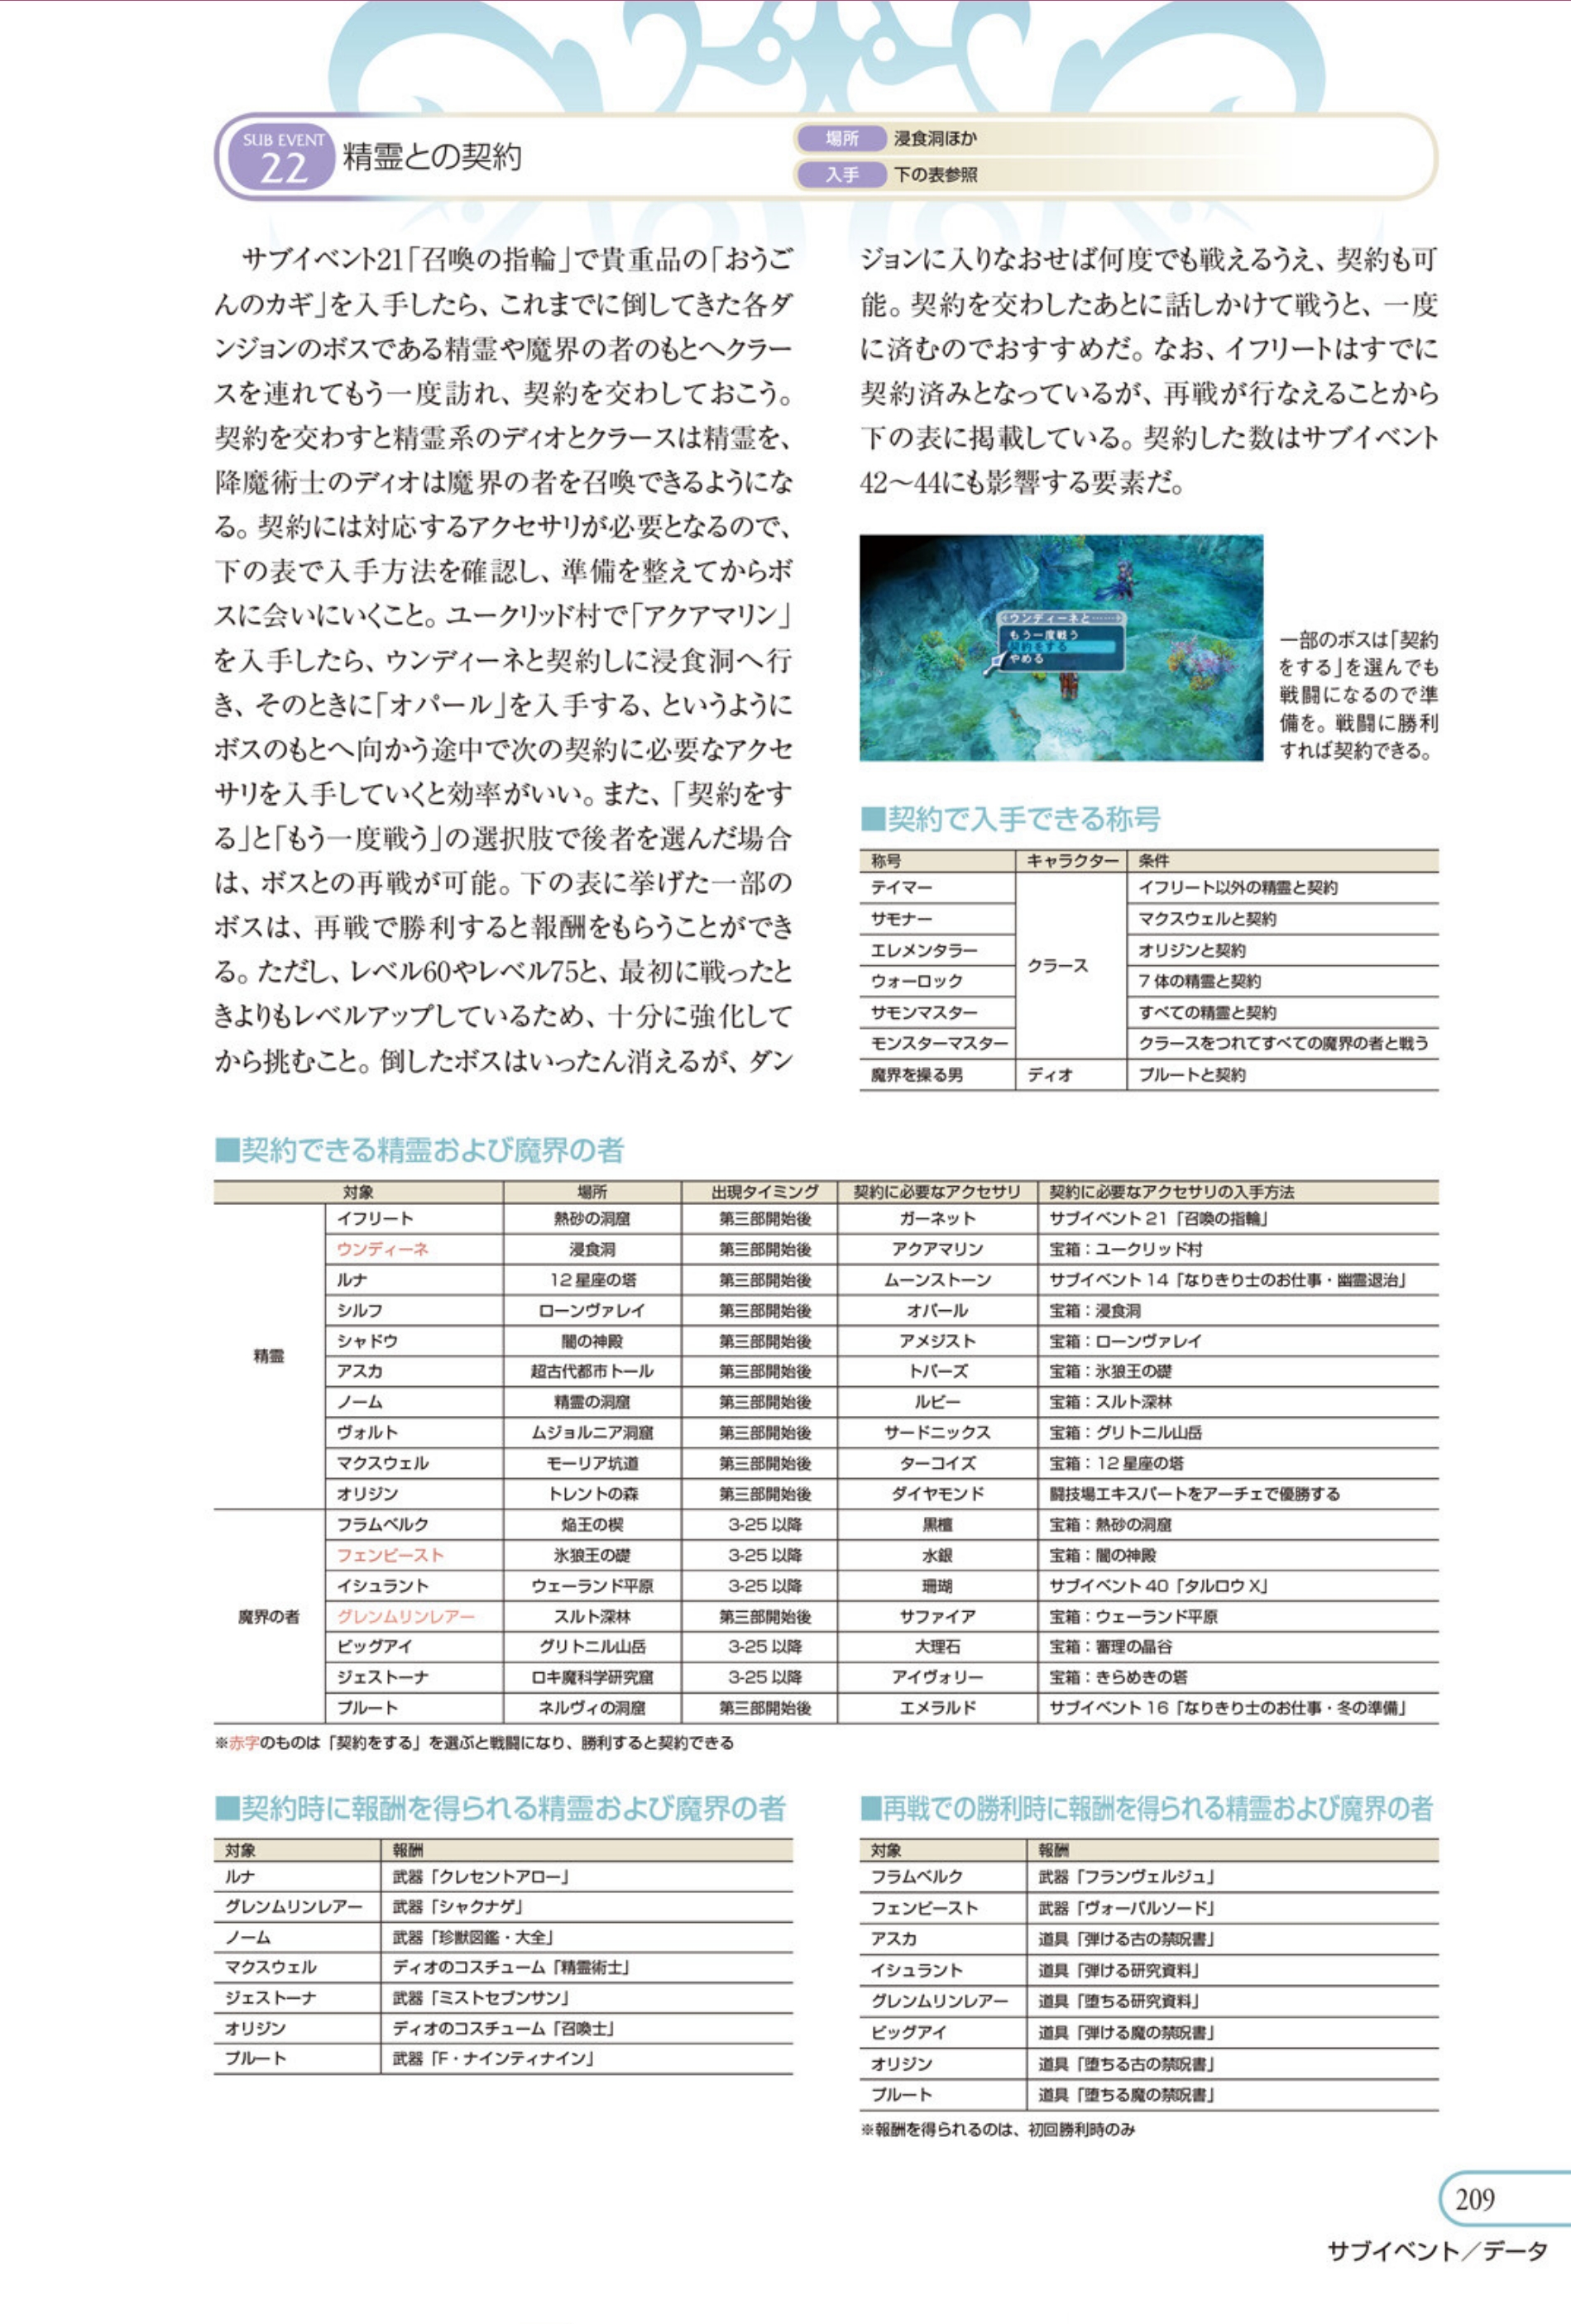 SUB EVENT
22
精霊との契約
場所 浸食洞ほか
入手 下の表参照
サブイベント21「召喚の指輪」で貴重品の「おうご
んのカギ」を入手したら、これまでに倒してきた各ダ
ンジョンのボスである精霊や魔界の者のもとへクラー
スを連れてもう一度訪れ、契約を交わしておこう。
契約を交わすと精霊系のディオとクラースは精霊を、
降魔術士のディオは魔界の者を召喚できるようにな
る。契約には対応するアクセサリが必要となるので、
下の表で入手方法を確認し、準備を整えてからボ
スに会いにいくこと。ユークリッド村で「アクアマリン」
を入手したら、ウンディーネと契約しに浸食洞へ行
き、そのときに「オパール」を入手する、というように
ボスのもとへ向かう途中で次の契約に必要なアクセ
サリを入手していくと効率がいい。また、「契約をす
る」と「もう一度戦う」の選択肢で後者を選んだ場合
は、ボスとの再戦が可能。下の表に挙げた一部の
ボスは、再戦で勝利すると報酬をもらうことができ
る。ただし、レベル60やレベル75と、最初に戦ったと
きよりもレベルアップしているため、十分に強化して
から挑むこと。倒したボスはいったん消えるが、ダン
ジョンに入りなおせば何度でも戦えるうえ、契約も可
能。契約を交わしたあとに話しかけて戦うと、一度
に済むのでおすすめだ。なお、イフリートはすでに
契約済みとなっているが、再戦が行なえることから
下の表に掲載している。契約した数はサブイベント
42〜44にも影響する要素だ。
ウンディーネと……
もう一度戦う
契約をする
やめる
一部のボスは「契約
をする」を選んでも
戦闘になるので準
備を。戦闘に勝利
すれば契約できる。
■契約で入手できる称号
称号 キャラクター 条件
テイマー イフリート以外の精霊と契約
サモナー マクスウェルと契約
エレメンタラー オリジンと契約
クラース
ウォーロック 7体の精霊と契約
サモンマスター すべての精霊と契約
モンスターマスター クラースをつれてすべての魔界の者と戦う
魔界を操る男 ディオ プルートと契約
■契約できる精霊および魔界の者
対象 場所 出現タイミング 契約に必要なアクセサリ 契約に必要なアクセサリの入手方法
イフリート 熱砂の洞窟 第三部開始後 ガーネット サブイベント21「召喚の指輪」
ウンディーネ 浸食洞 第三部開始後 アクアマリン 宝箱：ユークリッド村
ルナ 12星座の塔 第三部開始後 ムーンストーン サブイベント14「なりきり士のお仕事・幽霊退治」
シルフ ローンヴァレイ 第三部開始後 オパール 宝箱：浸食洞
シャドウ 闇の神殿 第三部開始後 アメジスト 宝箱：ローンヴァレイ
精霊
アスカ 超古代都市トール 第三部開始後 トパーズ 宝箱：氷狼王の礎
ノーム 精霊の洞窟 第三部開始後 ルビー 宝箱：スルト深林
ヴォルト ムジョルニア洞窟 第三部開始後 サードニックス 宝箱：グリトニル山岳
マクスウェル モーリア坑道 第三部開始後 ターコイズ 宝箱：12星座の塔
オリジン トレントの森 第三部開始後 ダイヤモンド 闘技場エキスパートをアーチェで優勝する
フラムベルク 焔王の楔 3-25以降 黒檀 宝箱：熱砂の洞窟
フェンビースト 氷狼王の礎 3-25以降 水銀 宝箱：闇の神殿
イシュラント ウェーランド平原 3-25以降 珊瑚 サブイベント40「タルロウX」
魔界の者 グレンムリンレアー スルト深林 第三部開始後 サファイア 宝箱：ウェーランド平原
ビッグアイ グリトニル山岳 3-25以降 大理石 宝箱：審理の晶谷
ジェストーナ ロキ魔科学研究窟 3-25以降 アイヴォリー 宝箱：きらめきの塔
プルート ネルヴィの洞窟 第三部開始後 エメラルド サブイベント16「なりきり士のお仕事・冬の準備」
※赤字のものは「契約をする」を選ぶと戦闘になり、勝利すると契約できる
■契約時に報酬を得られる精霊および魔界の者
対象 報酬
ルナ 武器「クレセントアロー」
グレンムリンレアー 武器「シャクナゲ」
ノーム 武器「珍獣図鑑・大全」
マクスウェル ディオのコスチューム「精霊術士」
ジェストーナ 武器「ミストセブンサン」
オリジン ディオのコスチューム「召喚士」
プルート 武器「F・ナインティナイン」
■再戦での勝利時に報酬を得られる精霊および魔界の者
対象 報酬
フラムベルク 武器「フランヴェルジュ」
フェンビースト 武器「ヴォーパルソード」
アスカ 道具「弾ける古の禁呪書」
イシュラント 道具「弾ける研究資料」
グレンムリンレアー 道具「堕ちる研究資料」
ビッグアイ 道具「弾ける魔の禁呪書」
オリジン 道具「堕ちる古の禁呪書」
プルート 道具「堕ちる魔の禁呪書」
※報酬を得られるのは、初回勝利時のみ
209
サブイベント／データ